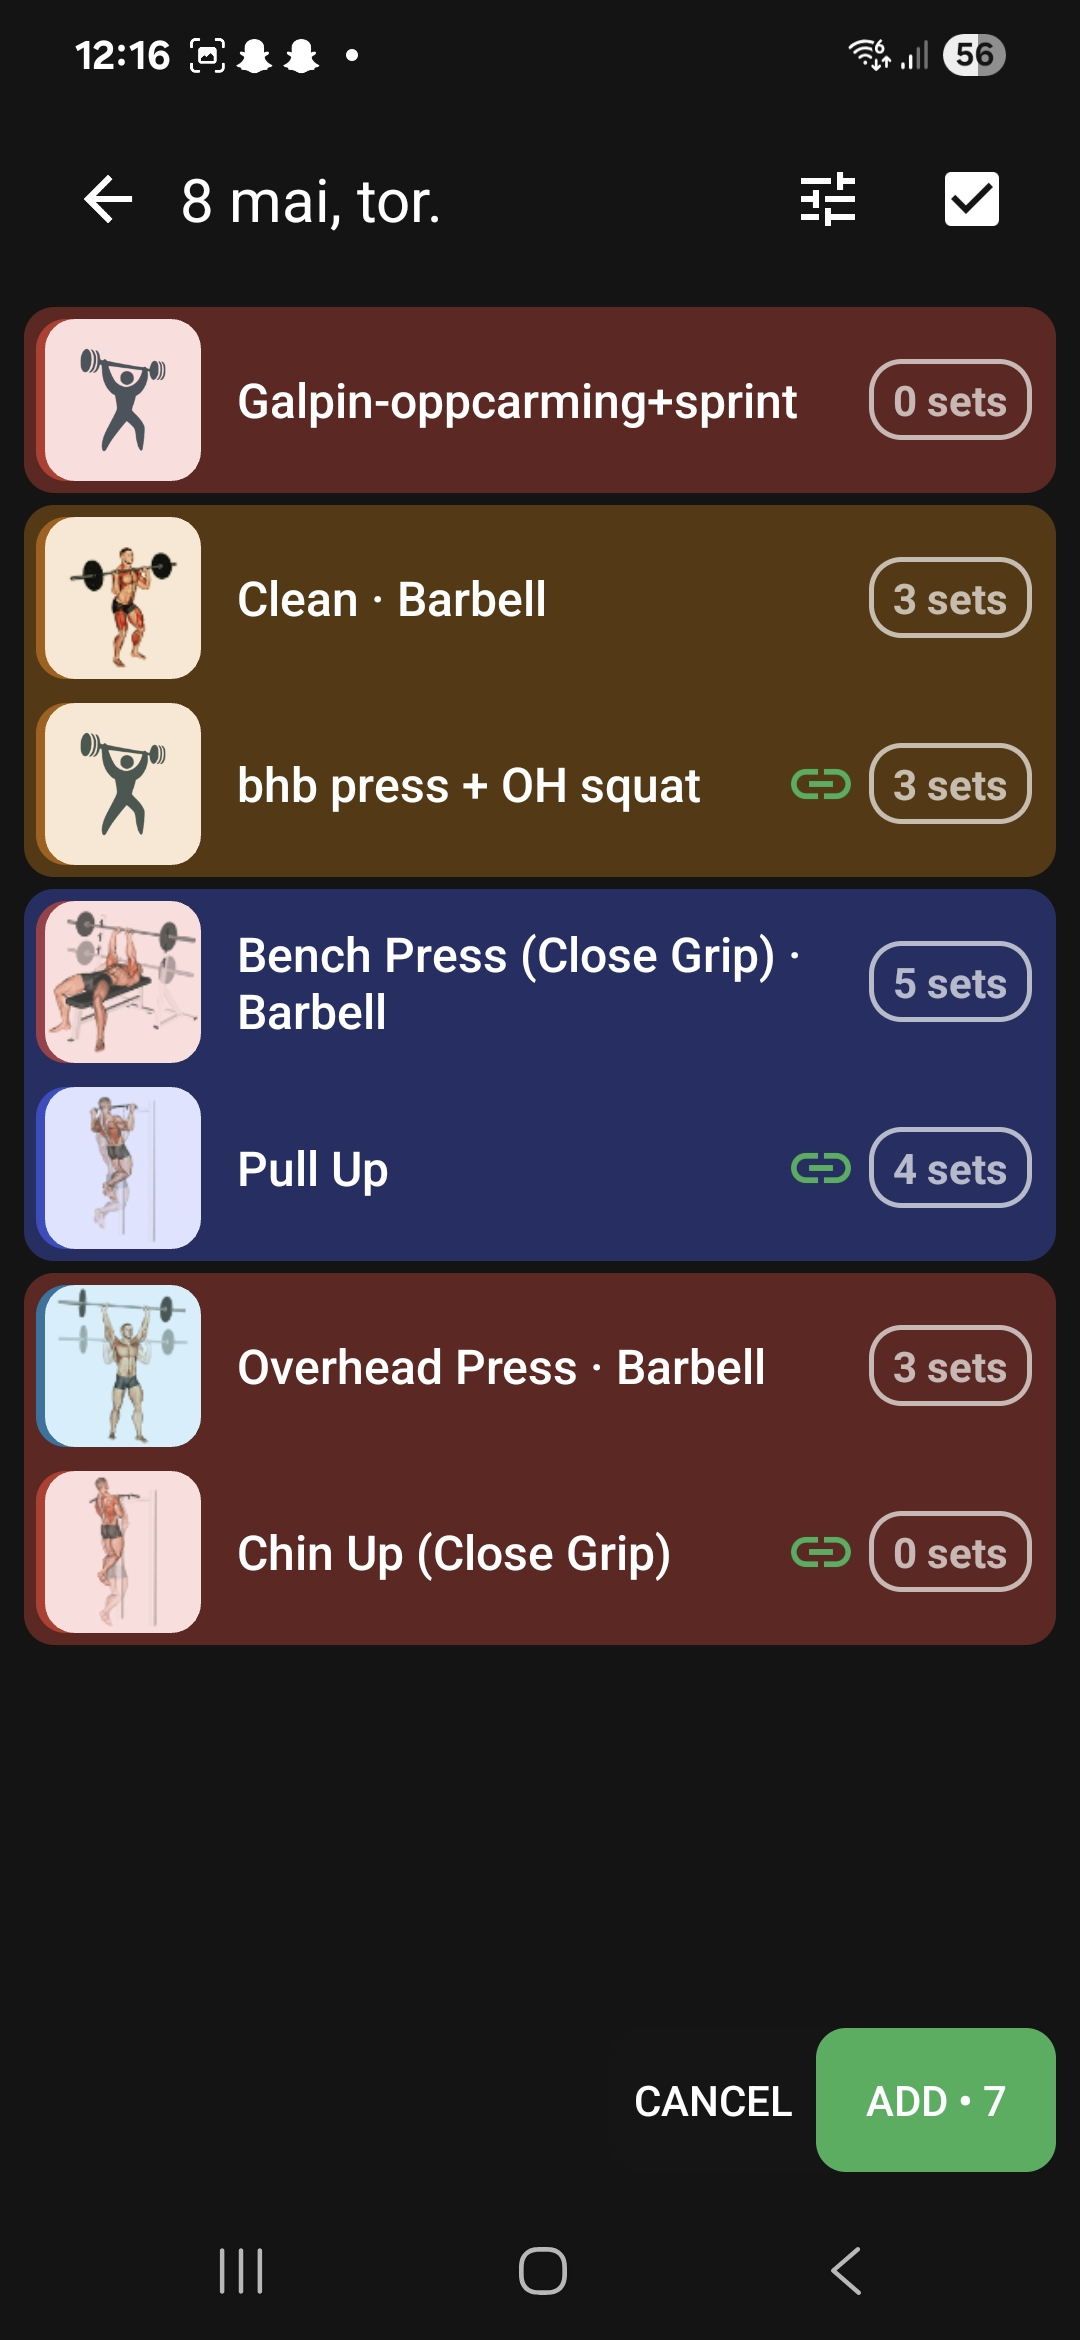 12:16
6
56
8 mai, tor.
Galpin-oppcarming+sprint
0 sets
Clean · Barbell
3 sets
bhb press + OH squat
3 sets
Bench Press (Close Grip) ·
Barbell
5 sets
Pull Up
4 sets
Overhead Press · Barbell
3 sets
Chin Up (Close Grip)
0 sets
CANCEL
ADD • 7